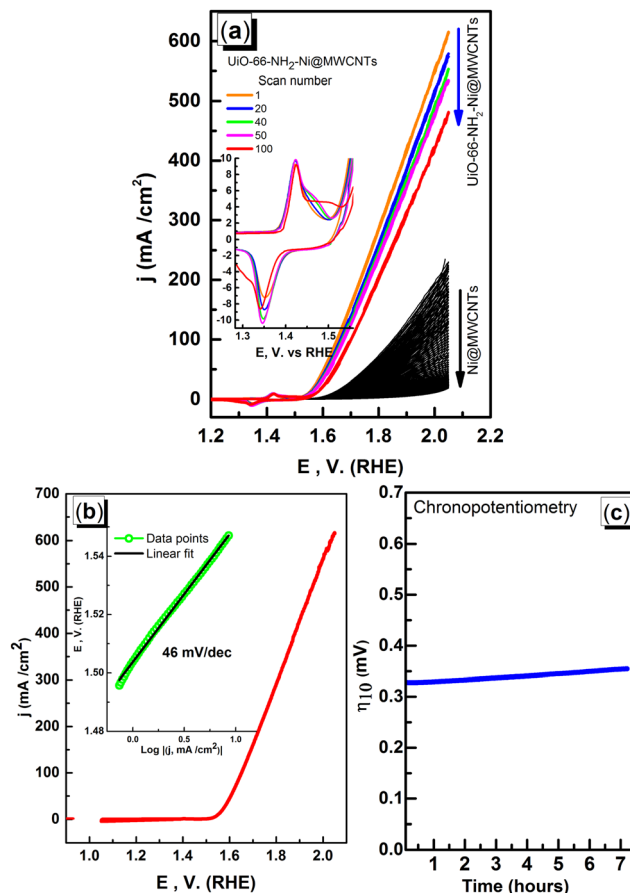 (a)
UiO-66-NH2-Ni@MWCNTs
Scan number
1
20
40
50
100
600
500
400
300
200
100
0
j (mA /cm2)
1.2 1.4 1.6 1.8 2.0 2.2
E , V. (RHE)
10
8
6
4
2
0
-2
-4
-6
-8
-10
1.3 1.4 1.5
E, V. vs RHE
UiO-66-NH2-Ni@MWCNTs
Ni@MWCNTs
(b)
700
600
500
400
300
200
100
0
j (mA/cm2)
1.0 1.2 1.4 1.6 1.8 2.0
E , V. (RHE)
Data points
Linear fit
46 mV/dec
1.54
1.52
1.50
1.48
E , V. (RHE)
0.0 0.5 1.0
Log |(j, mA /cm2)|
(c)
Chronopotentiometry
0.7
0.6
0.5
0.4
0.3
0.2
0.1
0.0
η10 (mV)
1 2 3 4 5 6 7
Time (hours)